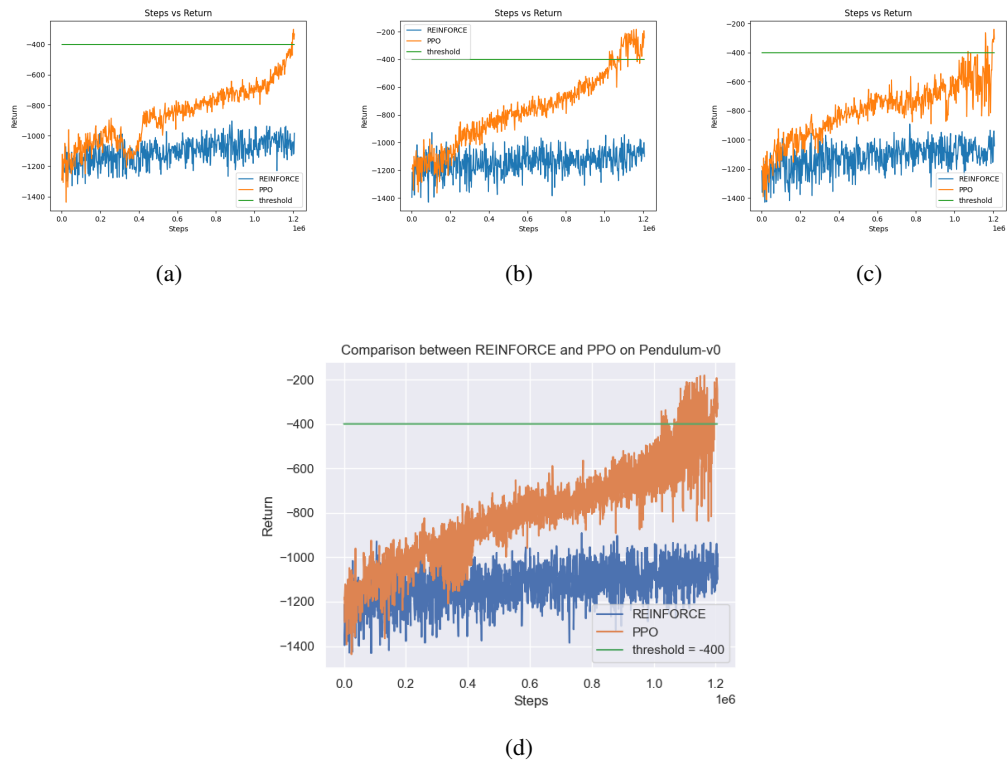 Steps vs Return
−400
−600
−800
−1000
−1200
−1400
Return
0.0 0.2 0.4 0.6 0.8 1.0 1.2
1e6
Steps
REINFORCE
PPO
threshold
(a)
Steps vs Return
−200
−400
−600
−800
−1000
−1200
−1400
Return
0.0 0.2 0.4 0.6 0.8 1.0 1.2
1e6
Steps
REINFORCE
PPO
threshold
(b)
Steps vs Return
−200
−400
−600
−800
−1000
−1200
−1400
Return
0.0 0.2 0.4 0.6 0.8 1.0 1.2
1e6
Steps
REINFORCE
PPO
threshold
(c)
Comparison between REINFORCE and PPO on Pendulum-v0
−200
−400
−600
−800
−1000
−1200
−1400
Return
REINFORCE
PPO
threshold = -400
0.0 0.2 0.4 0.6 0.8 1.0 1.2
Steps
1e6
(d)